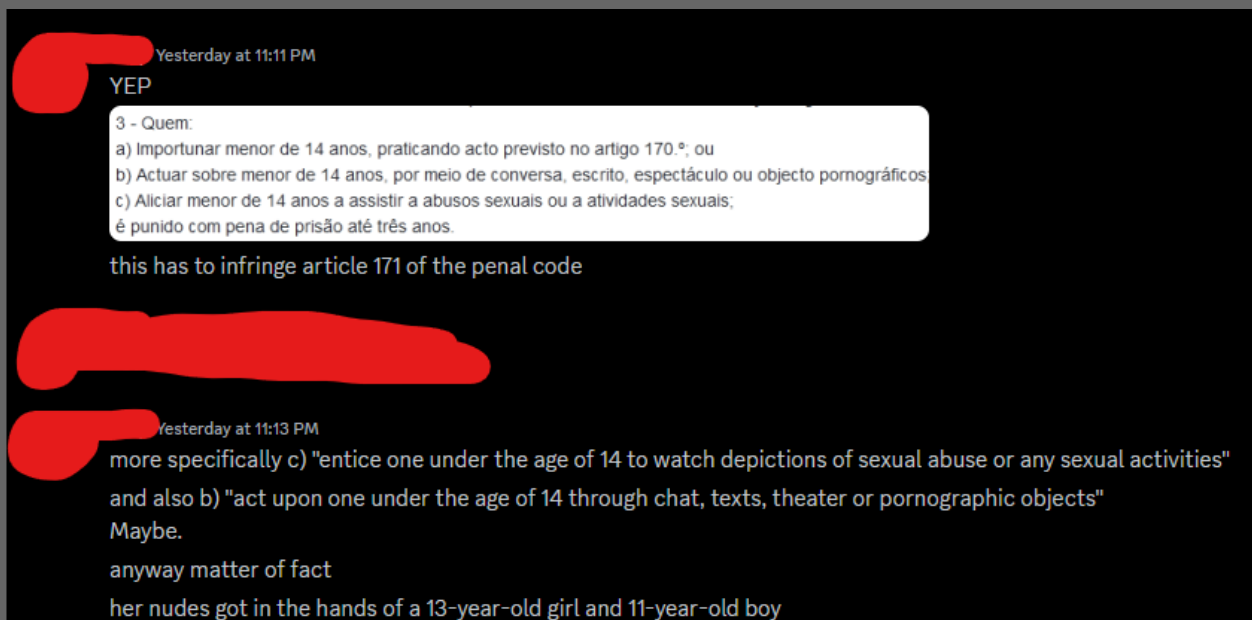 Yesterday at 11:11 PM
YEP
3 - Quem:
a) Importunar menor de 14 anos, praticando acto previsto no artigo 170.º; ou
b) Actuar sobre menor de 14 anos, por meio de conversa, escrito, espectáculo ou objecto pornográficos;
c) Aliciar menor de 14 anos a assistir a abusos sexuais ou a atividades sexuais;
é punido com pena de prisão até três anos.
this has to infringe article 171 of the penal code
Yesterday at 11:13 PM
more specifically c) "entice one under the age of 14 to watch depictions of sexual abuse or any sexual activities"
and also b) "act upon one under the age of 14 through chat, texts, theater or pornographic objects"
Maybe.
anyway matter of fact
her nudes got in the hands of a 13-year-old girl and 11-year-old boy